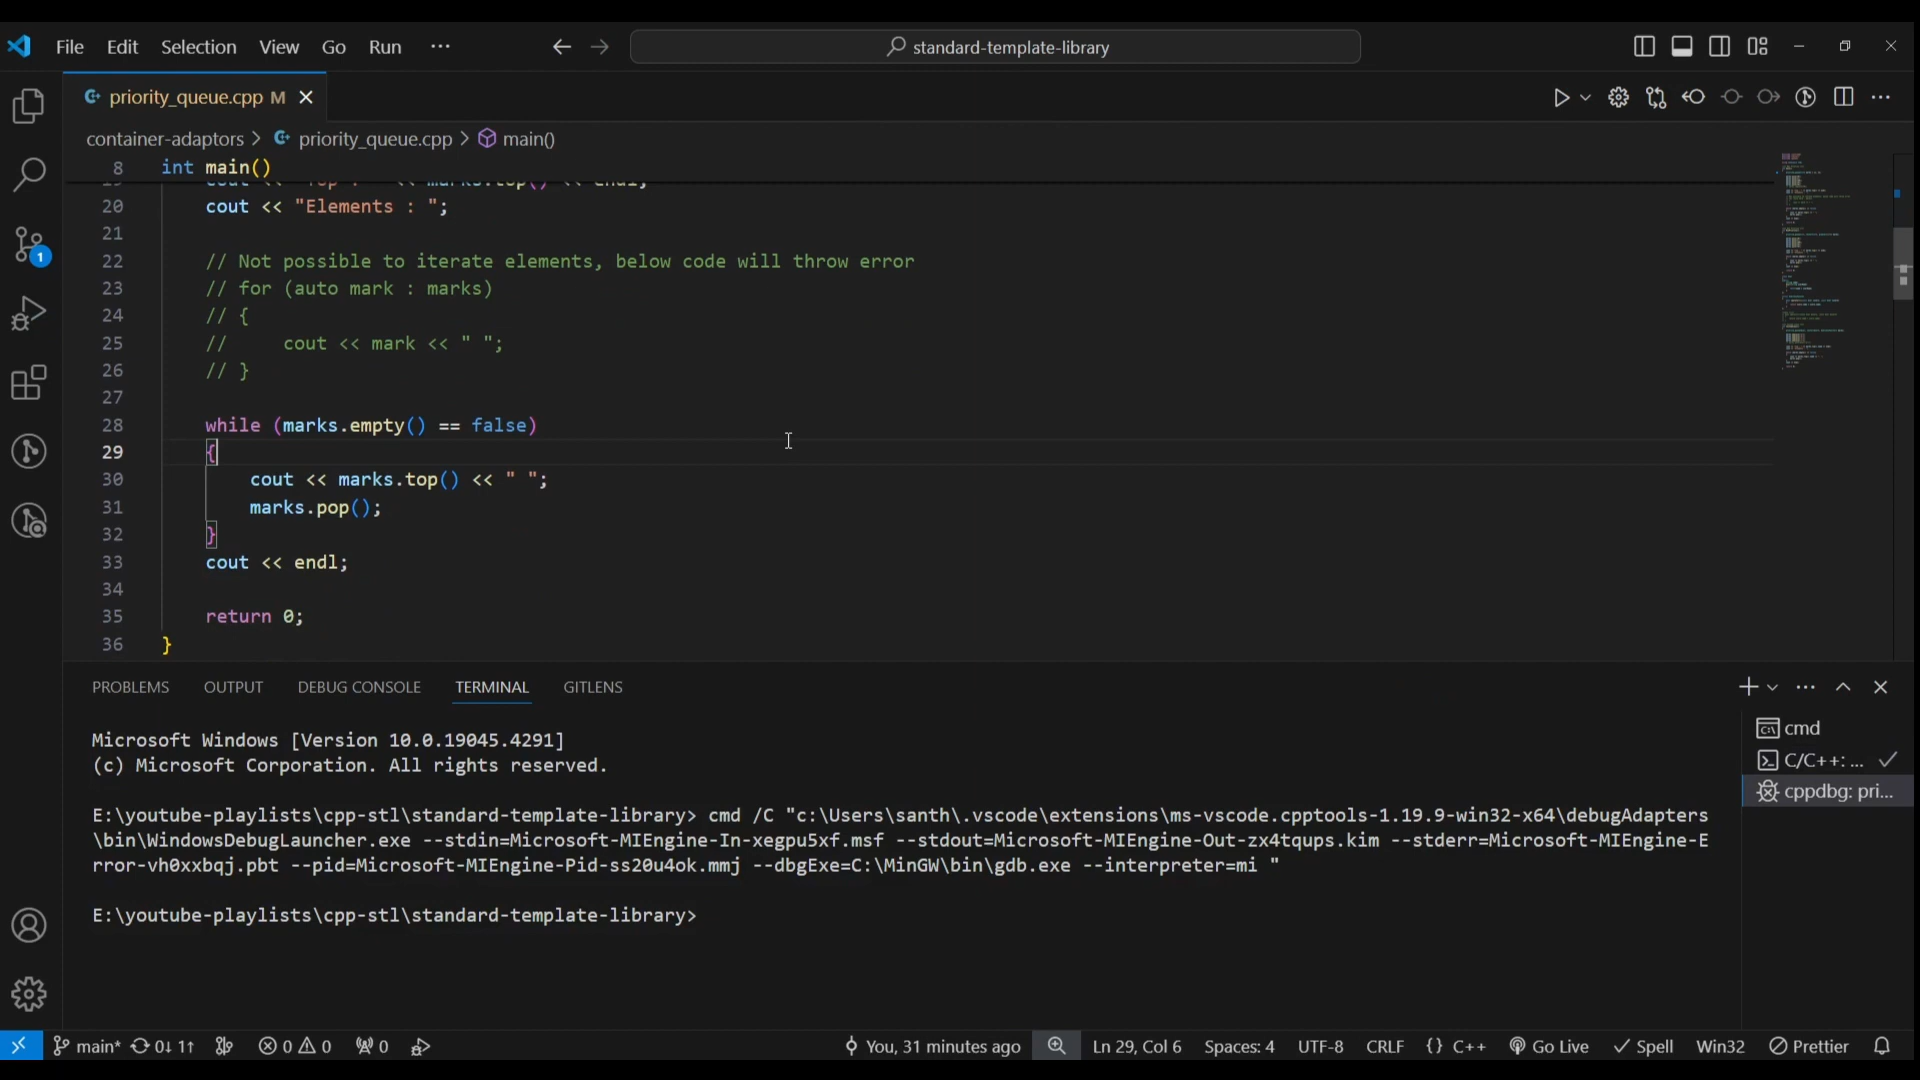 File Edit Selection View Go Run ··· standard-template-library
priority_queue.cpp M
container-adaptors > priority_queue.cpp > main()
8 int main()
cout << "Top : " << marks.top() << endl;
20 cout << "Elements : ";
21
22 // Not possible to iterate elements, below code will throw error
23 // for (auto mark : marks)
24 // {
25 //     cout << mark << " ";
26 // }
27
28 while (marks.empty() == false)
29 {
30 cout << marks.top() << " ";
31 marks.pop();
32 }
33 cout << endl;
34
35 return 0;
36 }
PROBLEMS OUTPUT DEBUG CONSOLE TERMINAL GITLENS
Microsoft Windows [Version 10.0.19045.4291]
(c) Microsoft Corporation. All rights reserved.
E:\youtube-playlists\cpp-stl\standard-template-library> cmd /C "c:\Users\santh\.vscode\extensions\ms-vscode.cpptools-1.19.9-win32-x64\debugAdapters
\bin\WindowsDebugLauncher.exe --stdin=Microsoft-MIEngine-In-xegpu5xf.msf --stdout=Microsoft-MIEngine-Out-zx4tqups.kim --stderr=Microsoft-MIEngine-E
rror-vh0xxbqj.pbt --pid=Microsoft-MIEngine-Pid-ss20u4ok.mmj --dbgExe=C:\MinGW\bin\gdb.exe --interpreter=mi "
E:\youtube-playlists\cpp-stl\standard-template-library>
cmd
C/C++: ...
cppdbg: pri...
1
main* 0↓ 1↑ 0 0 0 You, 31 minutes ago Ln 29, Col 6 Spaces: 4 UTF-8 CRLF {} C++ Go Live Spell Win32 Prettier